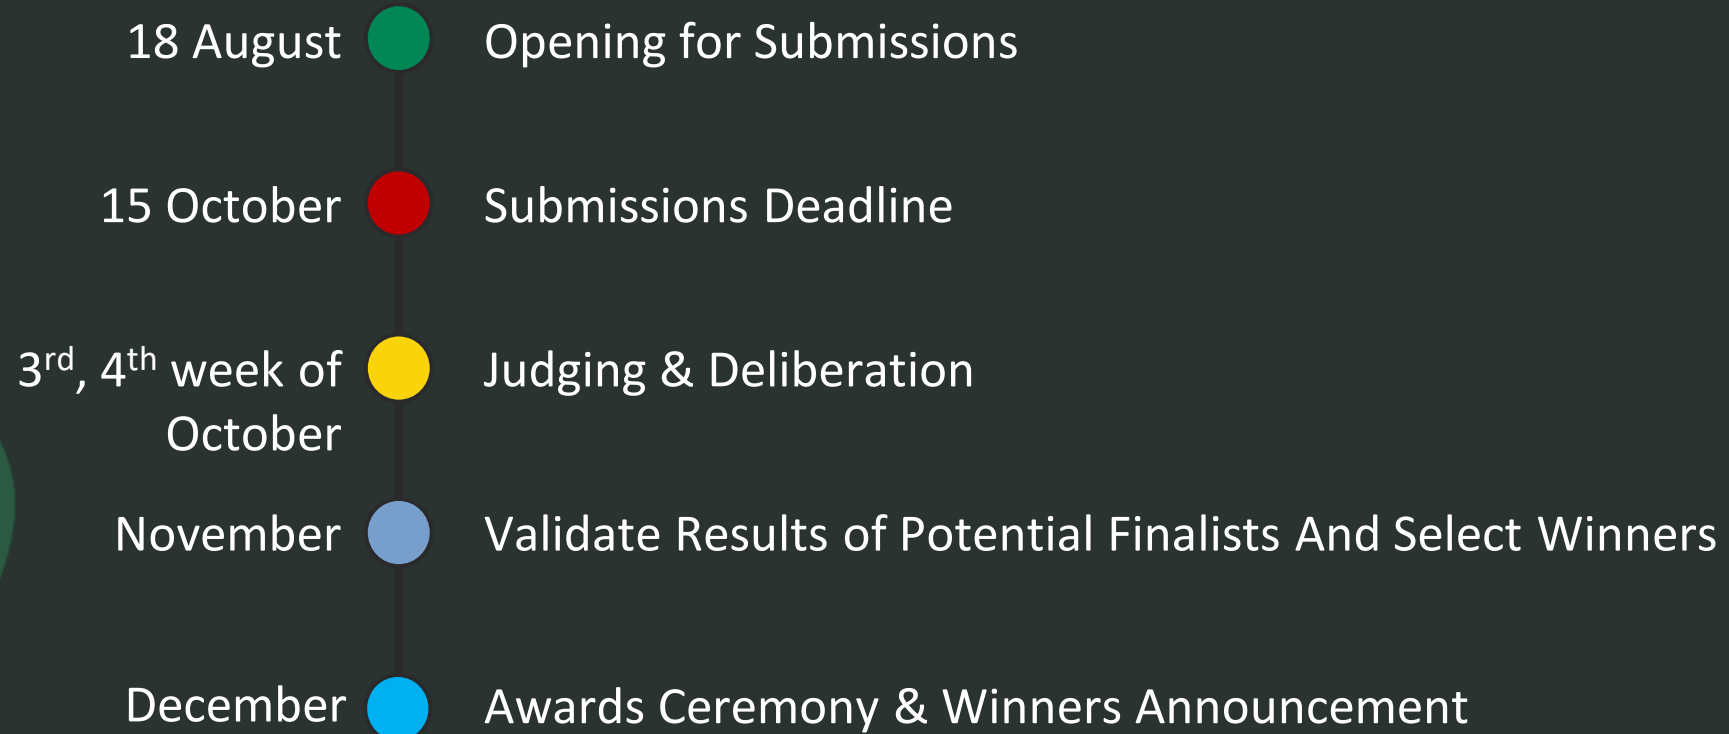 18 August Opening for Submissions
15 October Submissions Deadline
3rd, 4th week of October Judging & Deliberation
November Validate Results of Potential Finalists And Select Winners
December Awards Ceremony & Winners Announcement